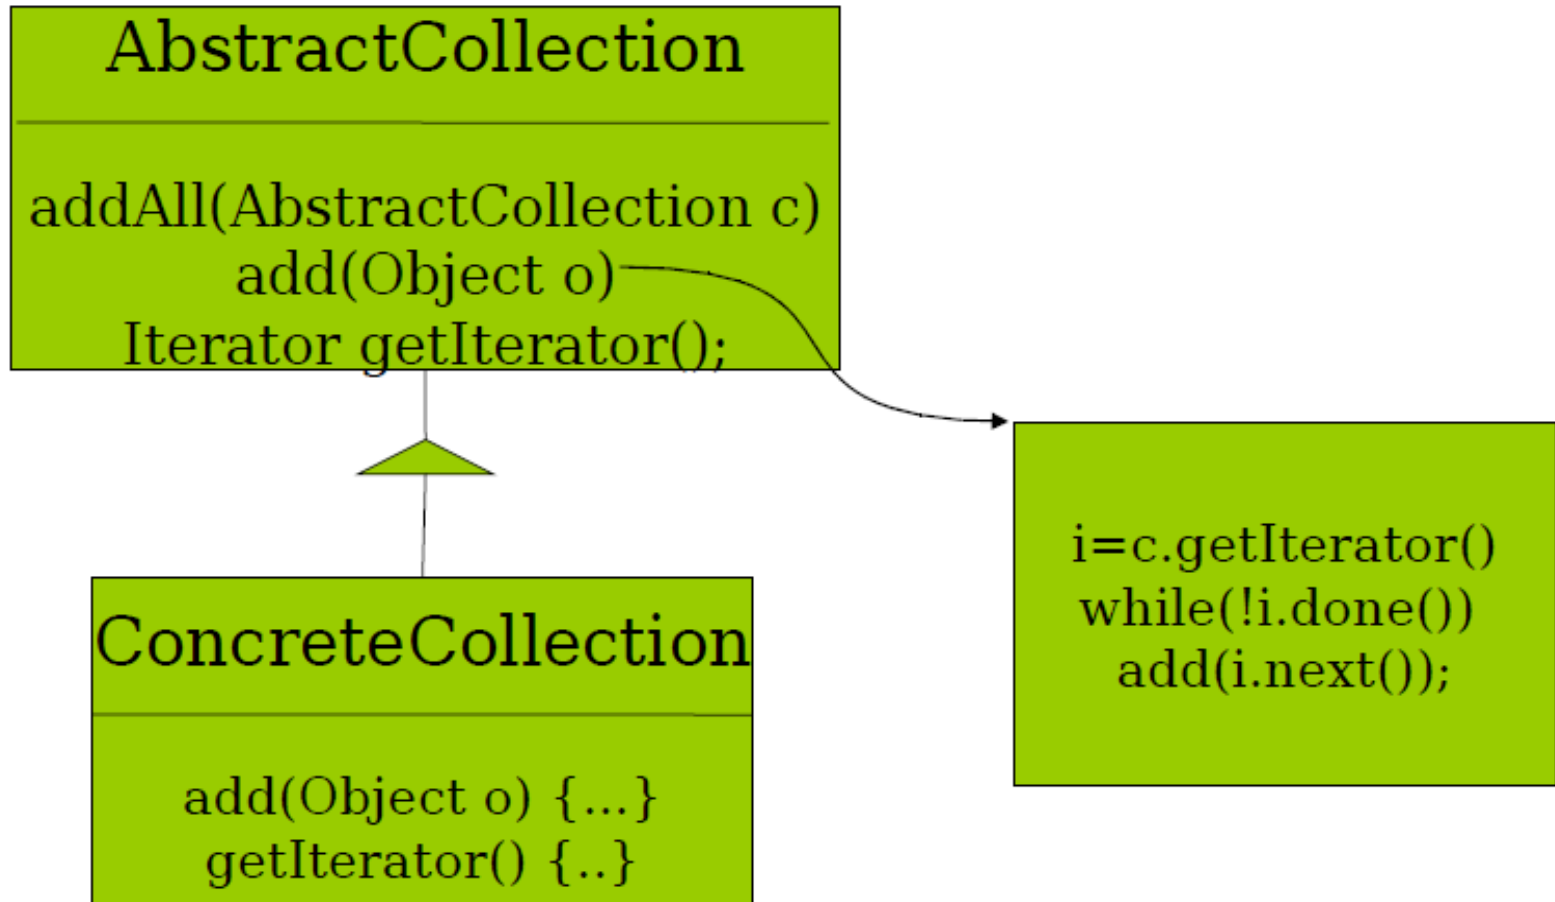 AbstractCollection
addAll(AbstractCollection c)
add(Object o)
Iterator getIterator();
i=c.getIterator()
while(!i.done())
add(i.next());
ConcreteCollection
add(Object o) {...}
getIterator() {..}